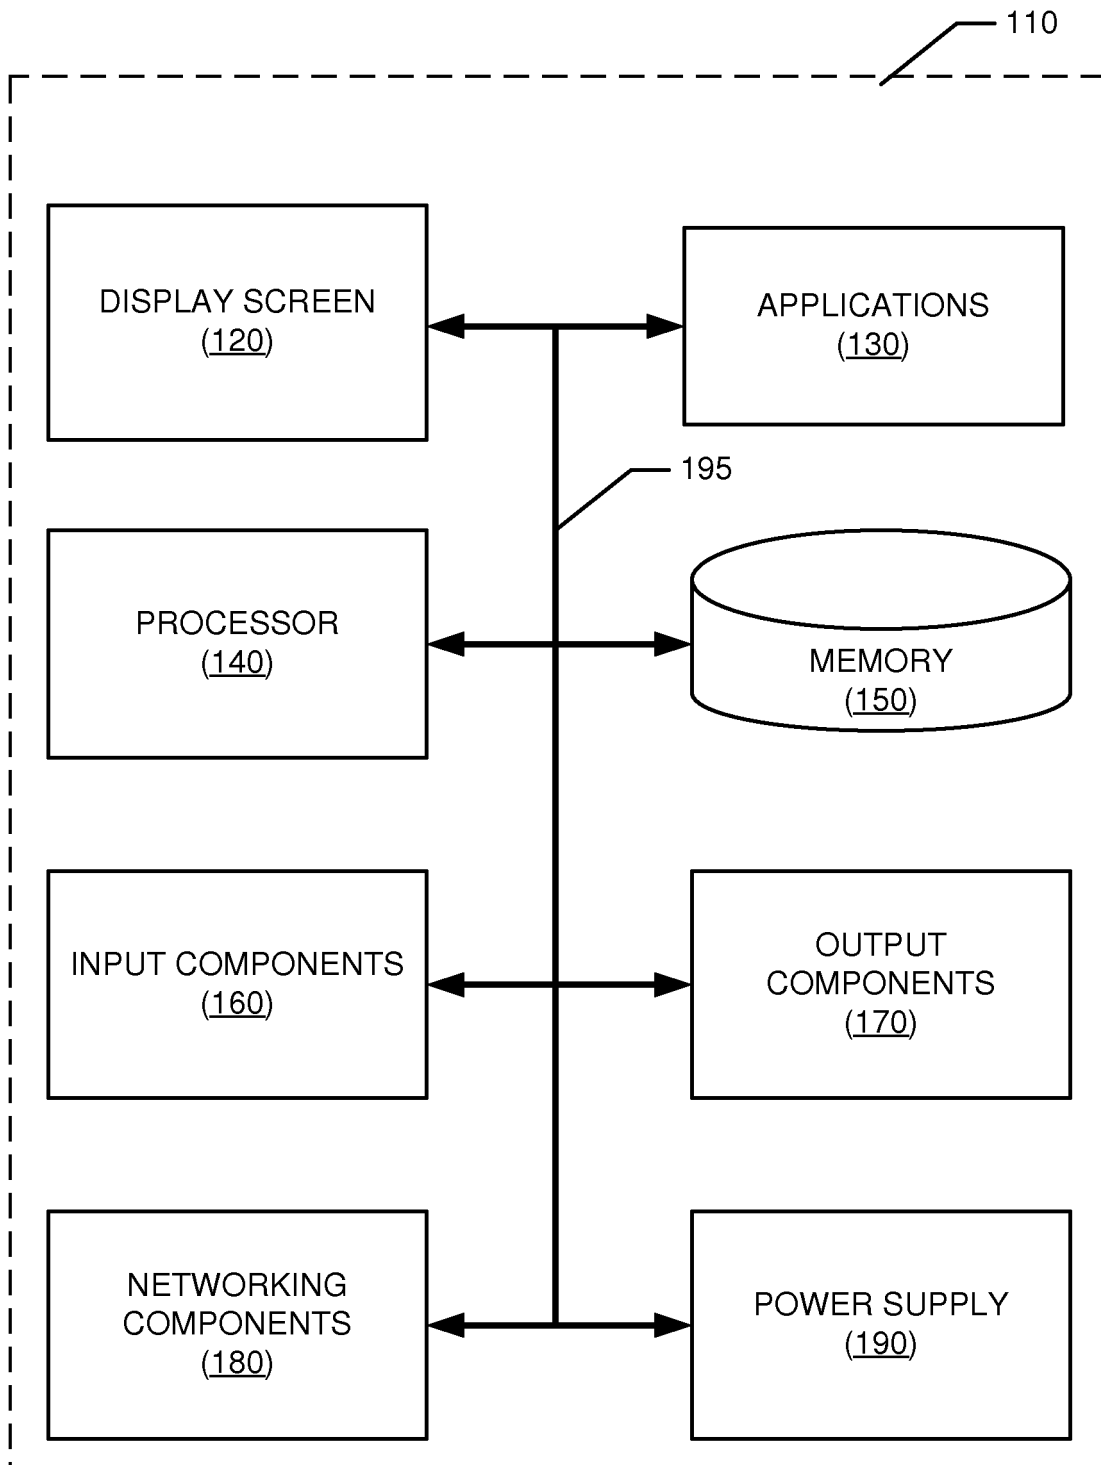 110
DISPLAY SCREEN
(120)
APPLICATIONS
(130)
195
PROCESSOR
(140)
MEMORY
(150)
INPUT COMPONENTS
(160)
OUTPUT
COMPONENTS
(170)
NETWORKING
COMPONENTS
(180)
POWER SUPPLY
(190)